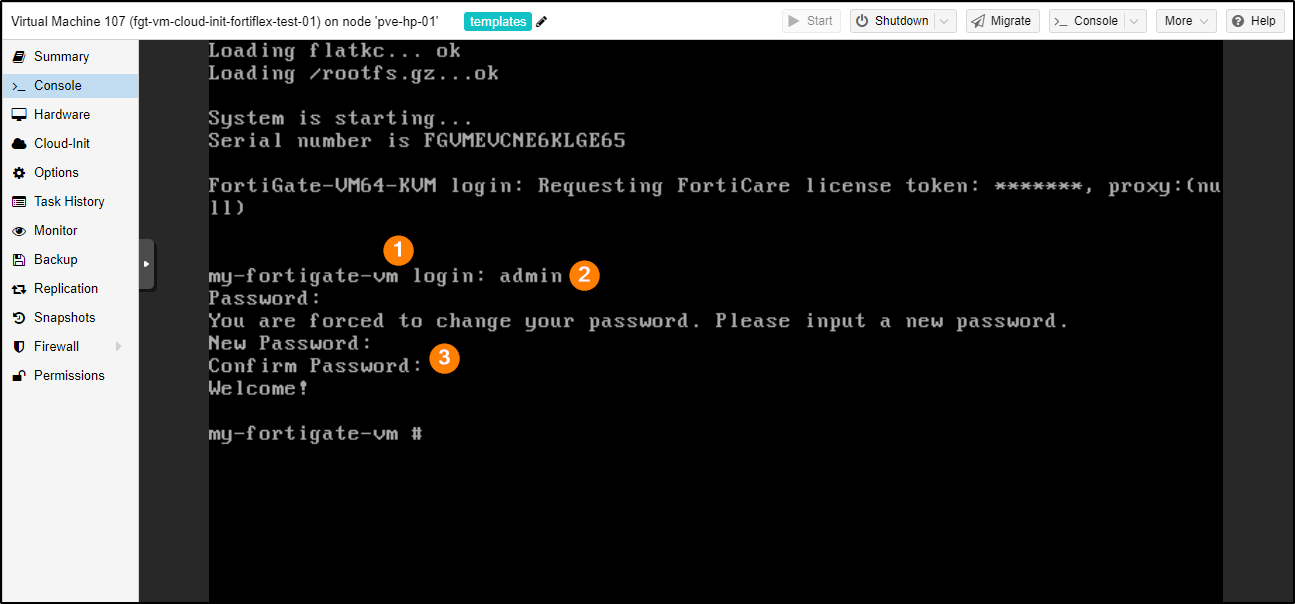 Virtual Machine 107 (fgt-vm-cloud-init-fortiflex-test-01) on node 'pve-hp-01' templates Start Shutdown Migrate >_ Console More Help
Summary
>_ Console
Hardware
Cloud-Init
Options
Task History
Monitor
Backup
Replication
Snapshots
Firewall
Permissions
Loading flatkc... ok
Loading /rootfs.gz...ok
System is starting...
Serial number is FGVMEVCNE6KLGE65
FortiGate-VM64-KVM login: Requesting FortiCare license token: *******, proxy:(nu
ll)
1
my-fortigate-vm login: admin 2
Password:
You are forced to change your password. Please input a new password.
New Password:
Confirm Password: 3
Welcome!
my-fortigate-vm #